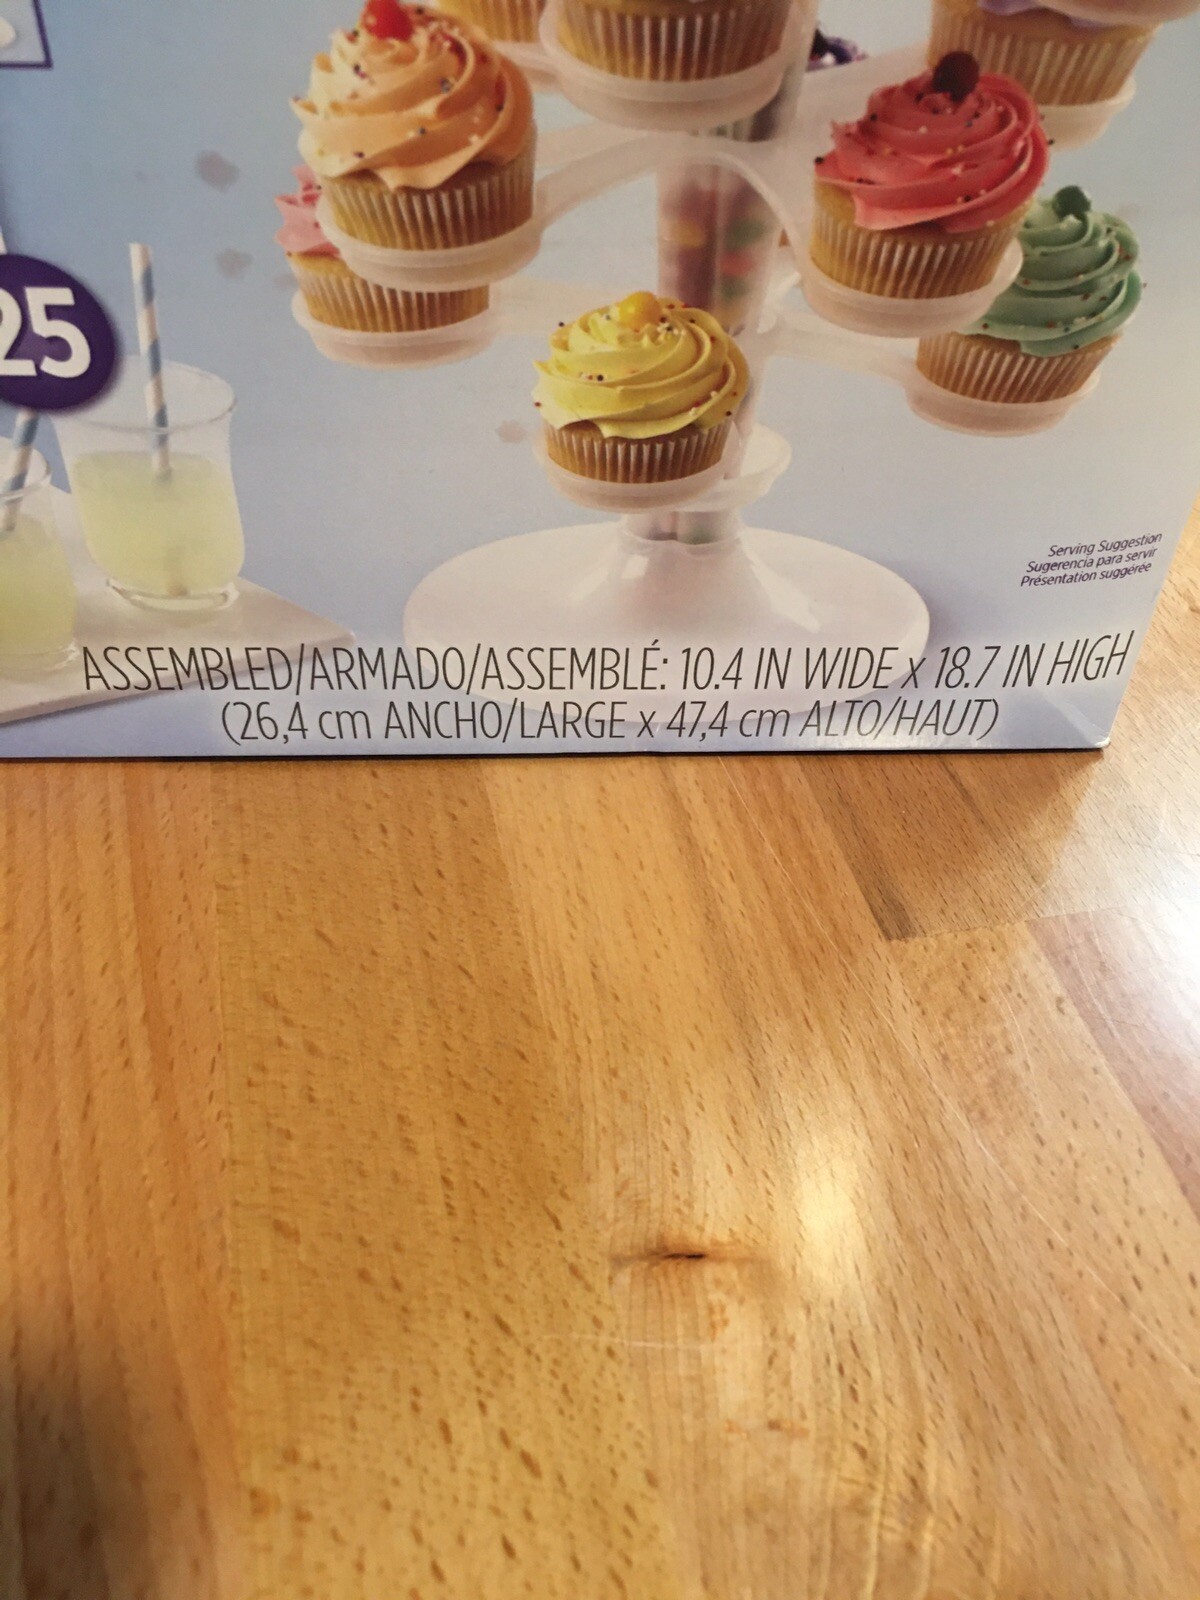 25
Serving Suggestion
Sugerencia para servir
Présentation suggérée
ASSEMBLED/ARMADO/ASSEMBLÉ: 10.4 IN WIDE x 18.7 IN HIGH
(26,4 cm ANCHO/LARGE x 47,4 cm ALTO/HAUT)